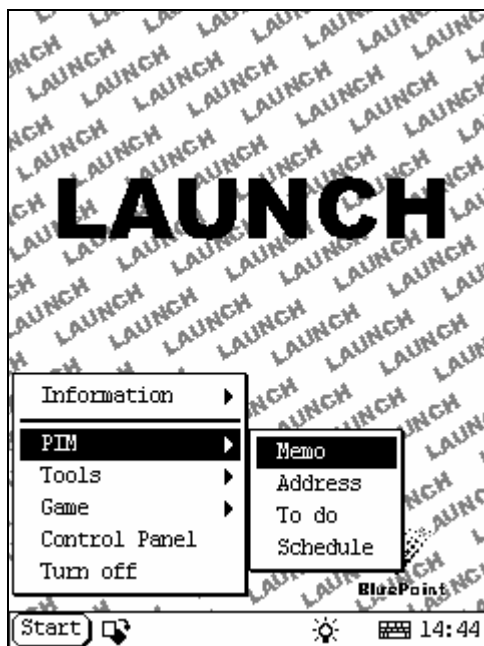 LAUNCH
Information
PIM
Tools
Game
Control Panel
Turn off
Memo
Address
To do
Schedule
BluePoint
Start
14:44